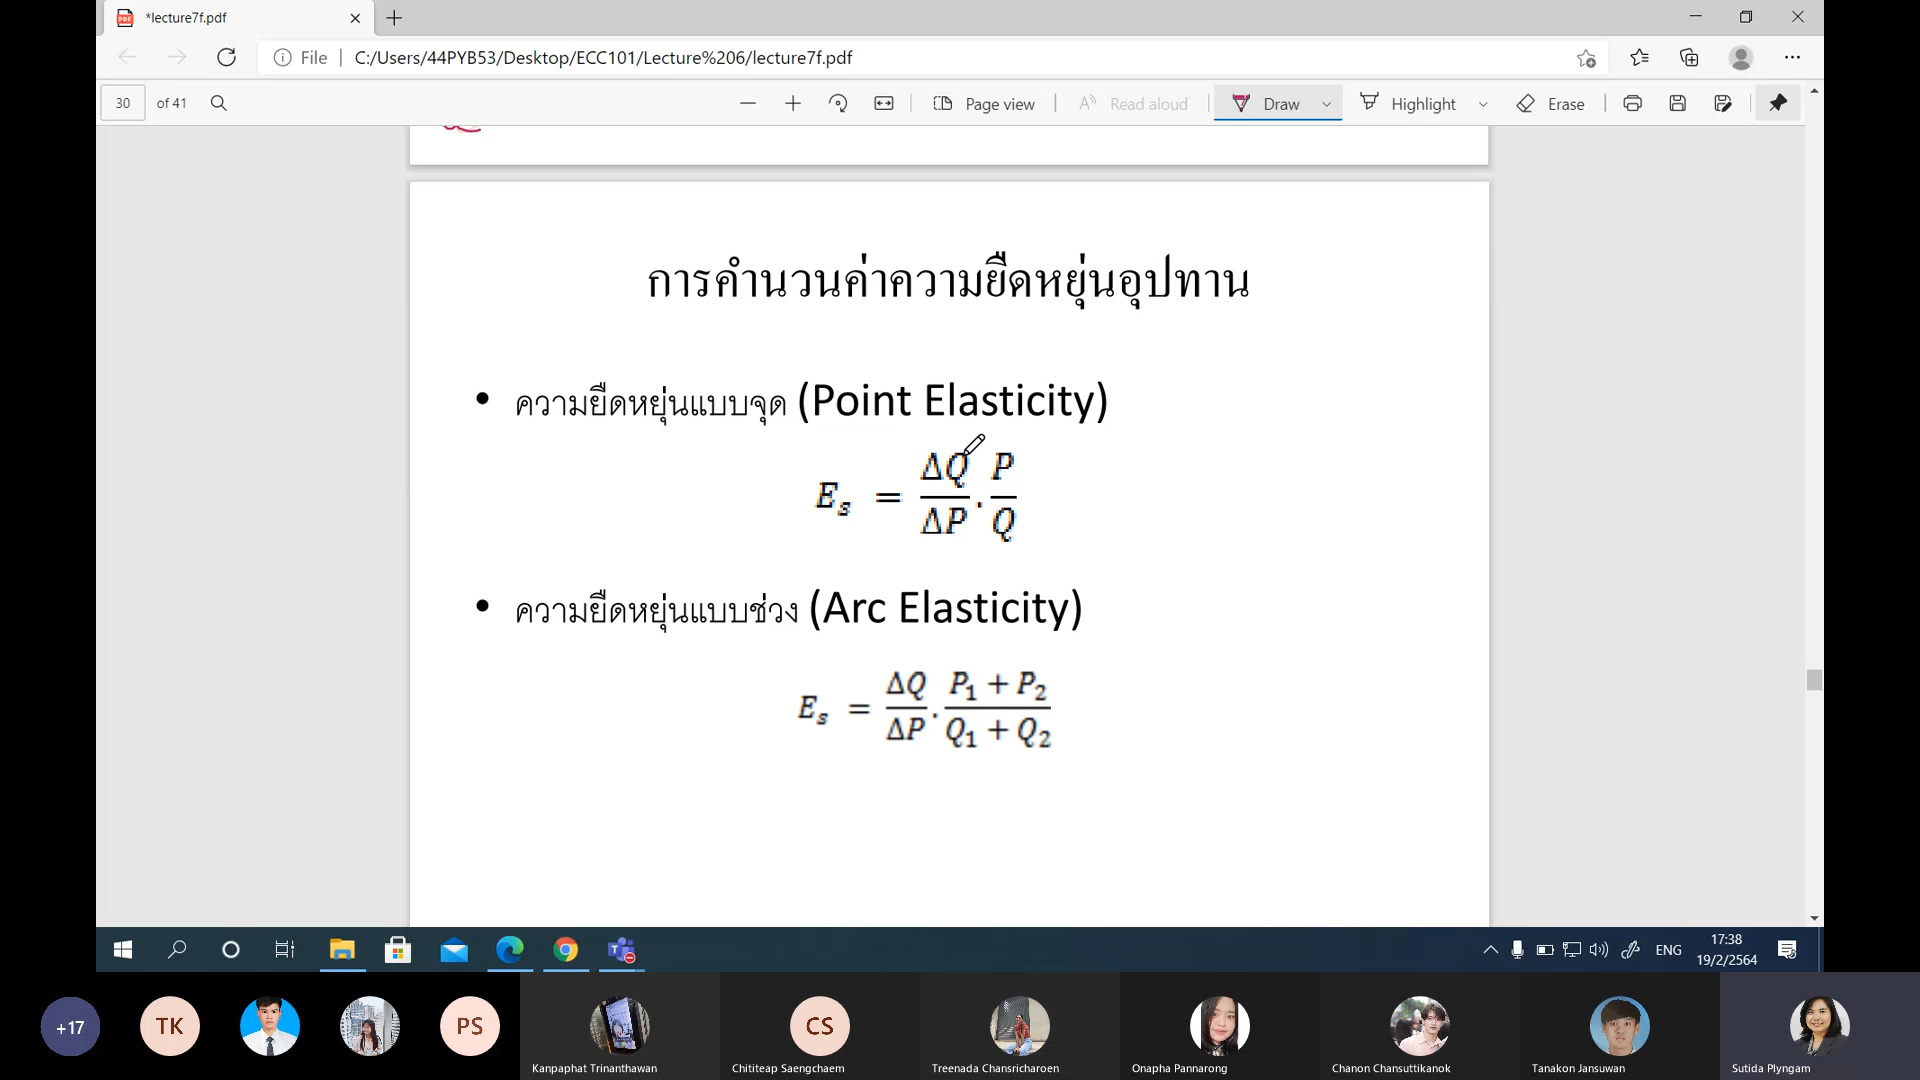 *lecture7f.pdf
File | C:/Users/44PYB53/Desktop/ECC101/Lecture%206/lecture7f.pdf
30 of 41 Page view Read aloud Draw Highlight Erase
การคำนวนค่าความยืดหยุ่นอุปทาน
• ความยืดหยุ่นแบบจุด (Point Elasticity)
E_s = ΔQ/ΔP . P/Q
• ความยืดหยุ่นแบบช่วง (Arc Elasticity)
E_s = ΔQ/ΔP . P₁ + P₂/Q₁ + Q₂
ENG 17:38
19/2/2564
+17 TK PS CS
Kanpaphat Trinanthawan Chititeap Saengchaem Treenada Chansricharoen Onapha Pannarong Chanon Chansuttikanok Tanakon Jansuwan Sutida Plyngam